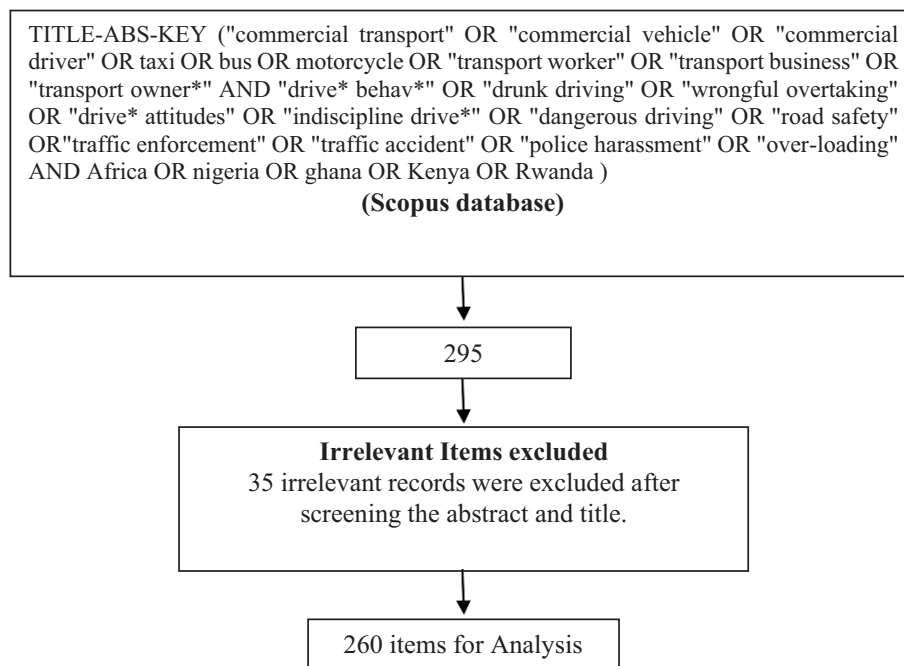 TITLE-ABS-KEY ("commercial transport" OR "commercial vehicle" OR "commercial
driver" OR taxi OR bus OR motorcycle OR "transport worker" OR "transport business" OR
"transport owner*" AND "drive* behav*" OR "drunk driving" OR "wrongful overtaking"
OR "drive* attitudes" OR "indiscipline drive*" OR "dangerous driving" OR "road safety"
OR"traffic enforcement" OR "traffic accident" OR "police harassment" OR "over-loading"
AND Africa OR nigeria OR ghana OR Kenya OR Rwanda )
(Scopus database)
295
Irrelevant Items excluded
35 irrelevant records were excluded after
screening the abstract and title.
260 items for Analysis